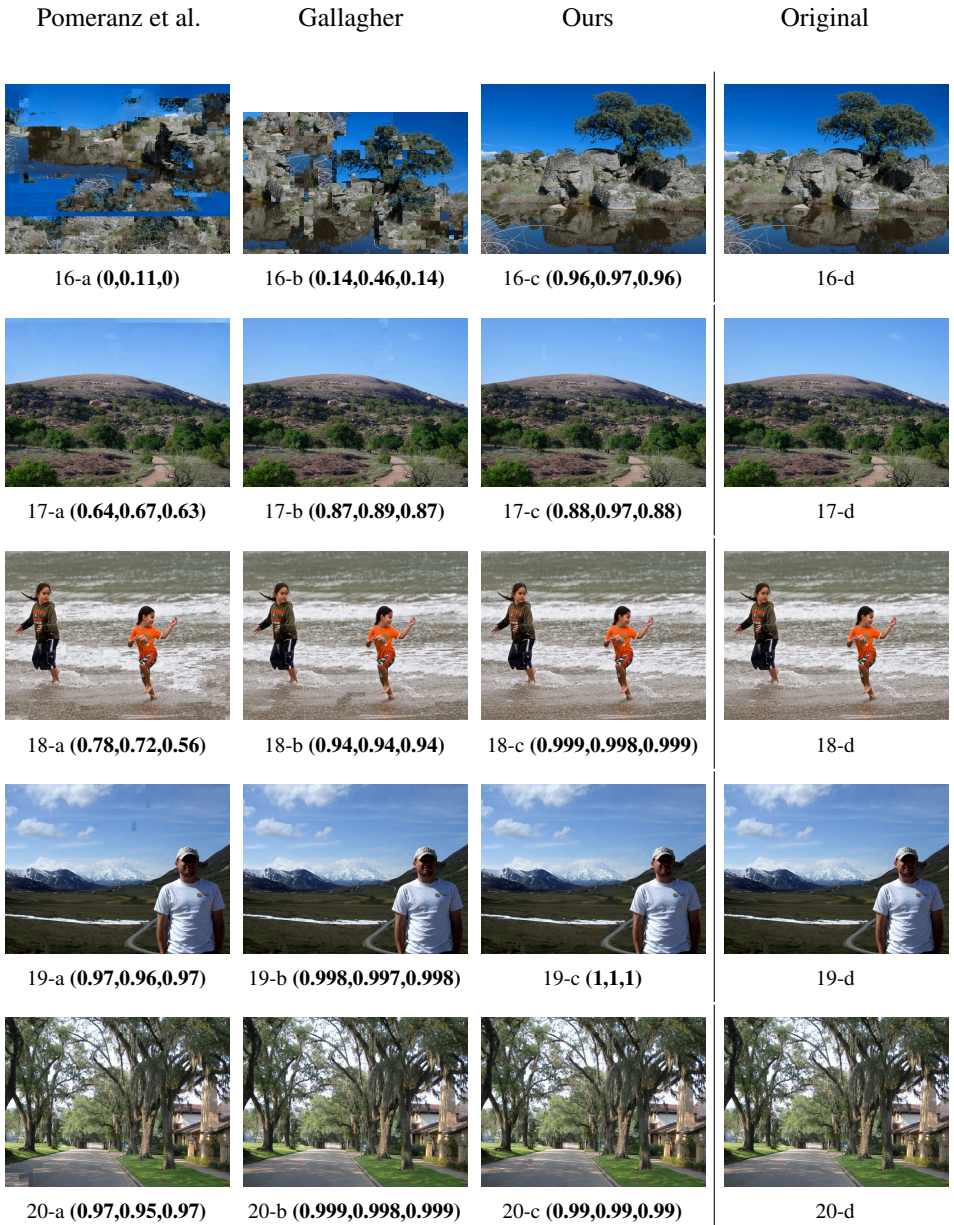 Pomeranz et al. Gallagher Ours Original
16-a (0,0.11,0) 16-b (0.14,0.46,0.14) 16-c (0.96,0.97,0.96) 16-d
17-a (0.64,0.67,0.63) 17-b (0.87,0.89,0.87) 17-c (0.88,0.97,0.88) 17-d
18-a (0.78,0.72,0.56) 18-b (0.94,0.94,0.94) 18-c (0.999,0.998,0.999) 18-d
19-a (0.97,0.96,0.97) 19-b (0.998,0.997,0.998) 19-c (1,1,1) 19-d
20-a (0.97,0.95,0.97) 20-b (0.999,0.998,0.999) 20-c (0.99,0.99,0.99) 20-d